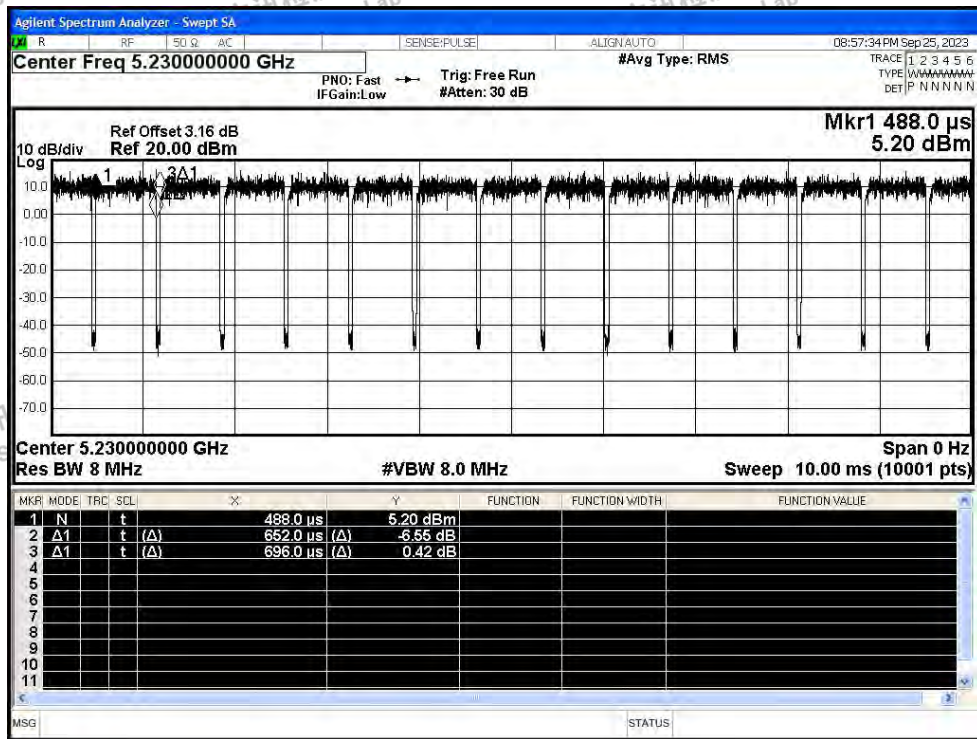 Agilent Spectrum Analyzer - Swept SA
LXI R RF 50 Ω AC SENSE:PULSE ALIGN AUTO 08:57:34 PM Sep 25, 2023
Center Freq 5.230000000 GHz
PNO: Fast
IFGain:Low
Trig: Free Run
#Atten: 30 dB
#Avg Type: RMS
TRACE 1 2 3 4 5 6
TYPE WWWWWW
DET P N N N N N
Mkr1 488.0 µs
5.20 dBm
Ref Offset 3.16 dB
10 dB/div Ref 20.00 dBm
Log
1 3Δ1
10.0
0.00
-10.0
-20.0
-30.0
-40.0
-50.0
-60.0
-70.0
Center 5.230000000 GHz Span 0 Hz
Res BW 8 MHz #VBW 8.0 MHz Sweep 10.00 ms (10001 pts)
MKR MODE TRC SCL X Y FUNCTION FUNCTION WIDTH FUNCTION VALUE
1 N t 488.0 µs 5.20 dBm
2 Δ1 t (Δ) 652.0 µs (Δ) -6.55 dB
3 Δ1 t (Δ) 696.0 µs (Δ) 0.42 dB
4
5
6
7
8
9
10
11
MSG STATUS